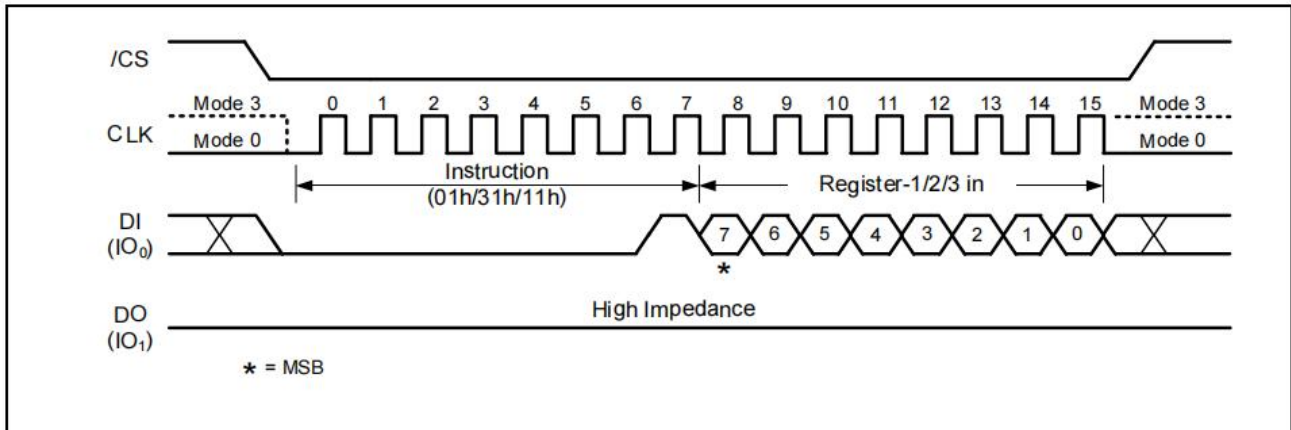 /CS
Mode 3 0 1 2 3 4 5 6 7 8 9 10 11 12 13 14 15 Mode 3
CLK Mode 0 Mode 0
Instruction
(01h/31h/11h)
Register-1/2/3 in
DI
(IO₀)
7 6 5 4 3 2 1 0
*
High Impedance
DO
(IO₁)
* = MSB